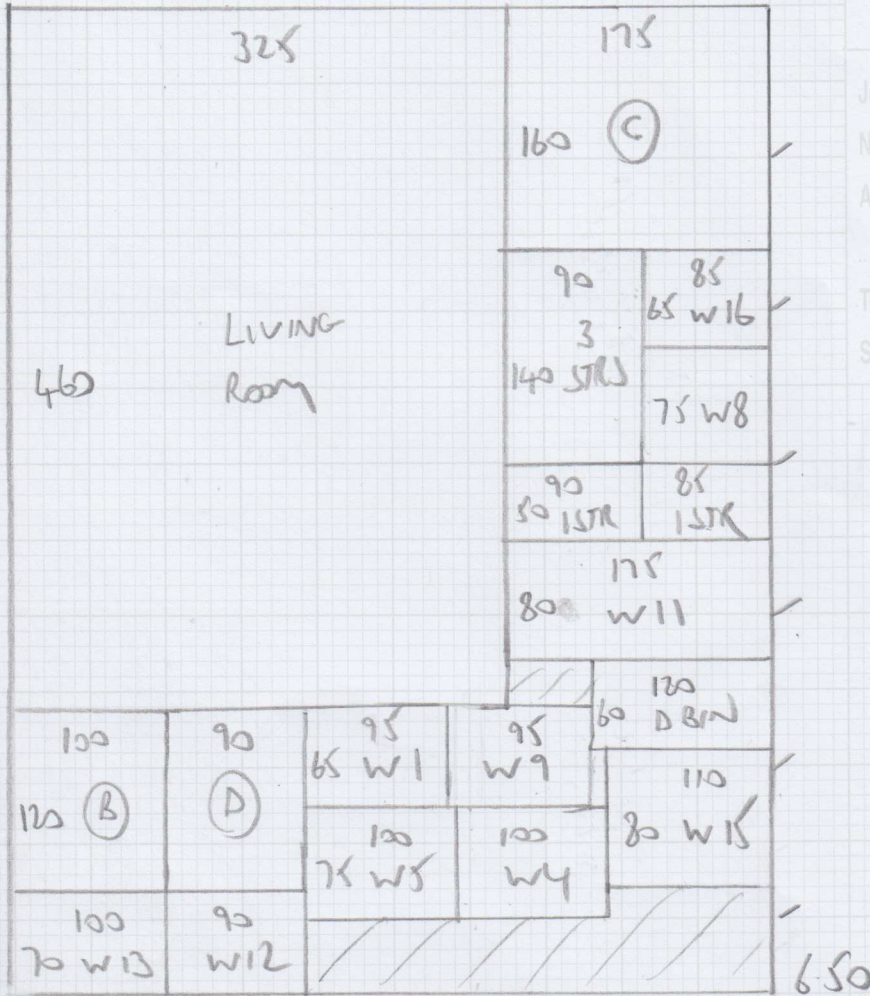 325
175
160 C
90
85
65 W16
3
140 STRS
LIVING
460 Room
75 W8
90
85
50 1STR
1STR
175
80 W11
120
60 D BIN
100
90
95
95
65 W1
W9
110
120 B
D
80 W15
100
100
75 W5
W4
100
90
70 W13
W12
650